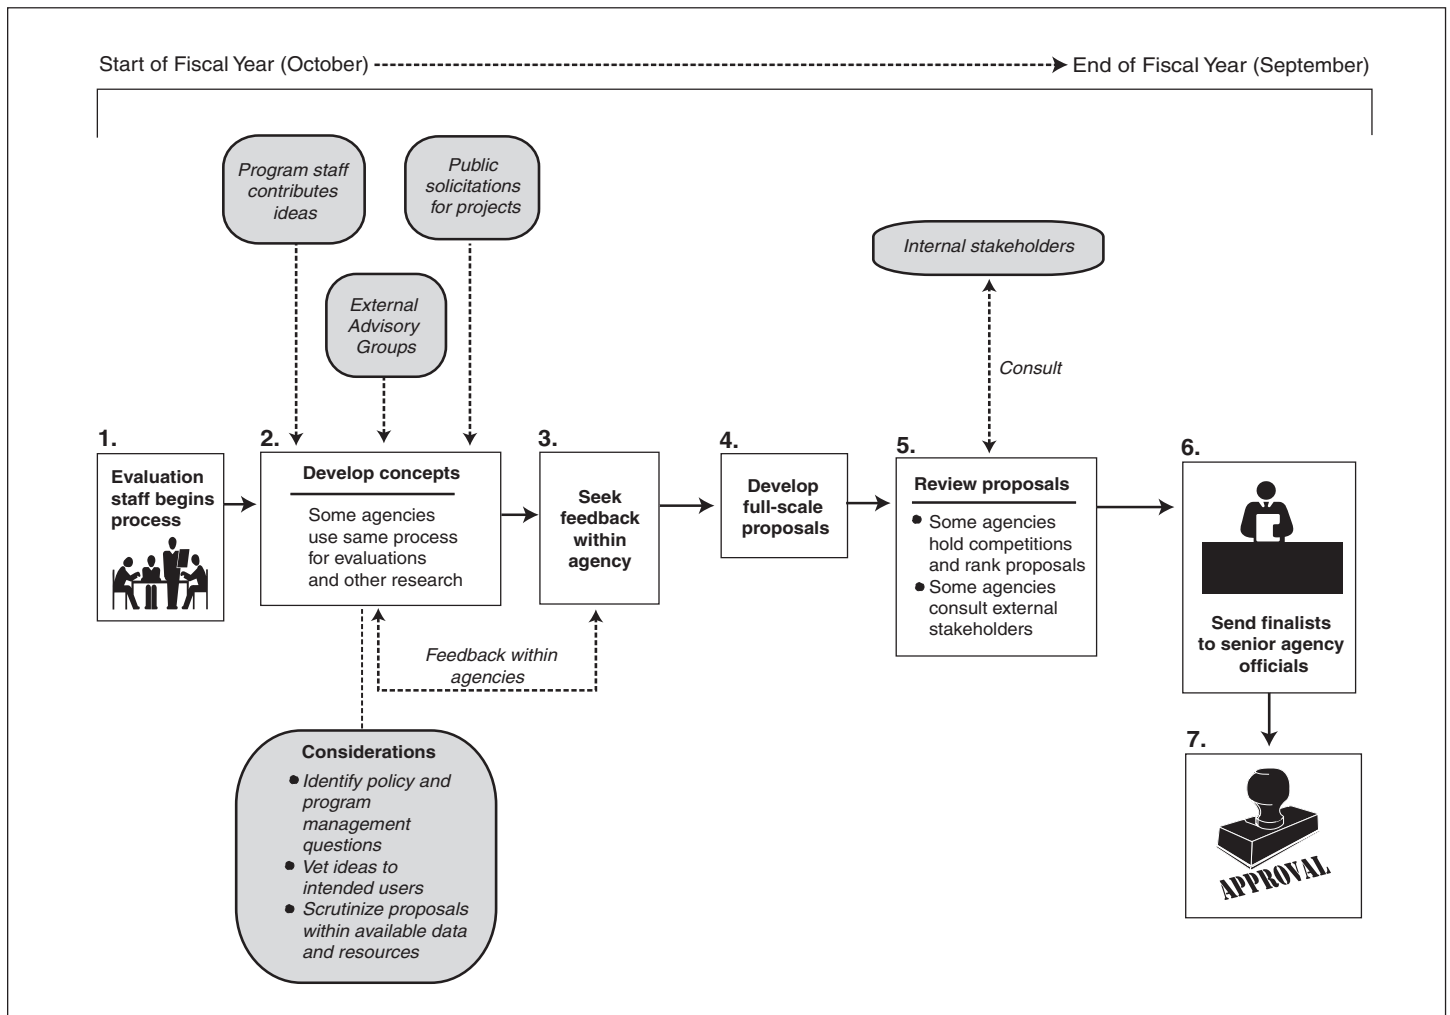 Start of Fiscal Year (October)
End of Fiscal Year (September)
Program staff
contributes
ideas
Public
solicitations
for projects
External
Advisory
Groups
Internal stakeholders
Consult
1.
Evaluation
staff begins
process
2.
Develop concepts
Some agencies
use same process
for evaluations
and other research
3.
Seek
feedback
within
agency
4.
Develop
full-scale
proposals
5.
Review proposals
Some agencies
hold competitions
and rank proposals
Some agencies
consult external
stakeholders
6.
Send finalists
to senior agency
officials
Feedback within
agencies
Considerations
Identify policy and
program
management
questions
Vet ideas to
intended users
Scrutinize proposals
within available data
and resources
7.
APPROVAL